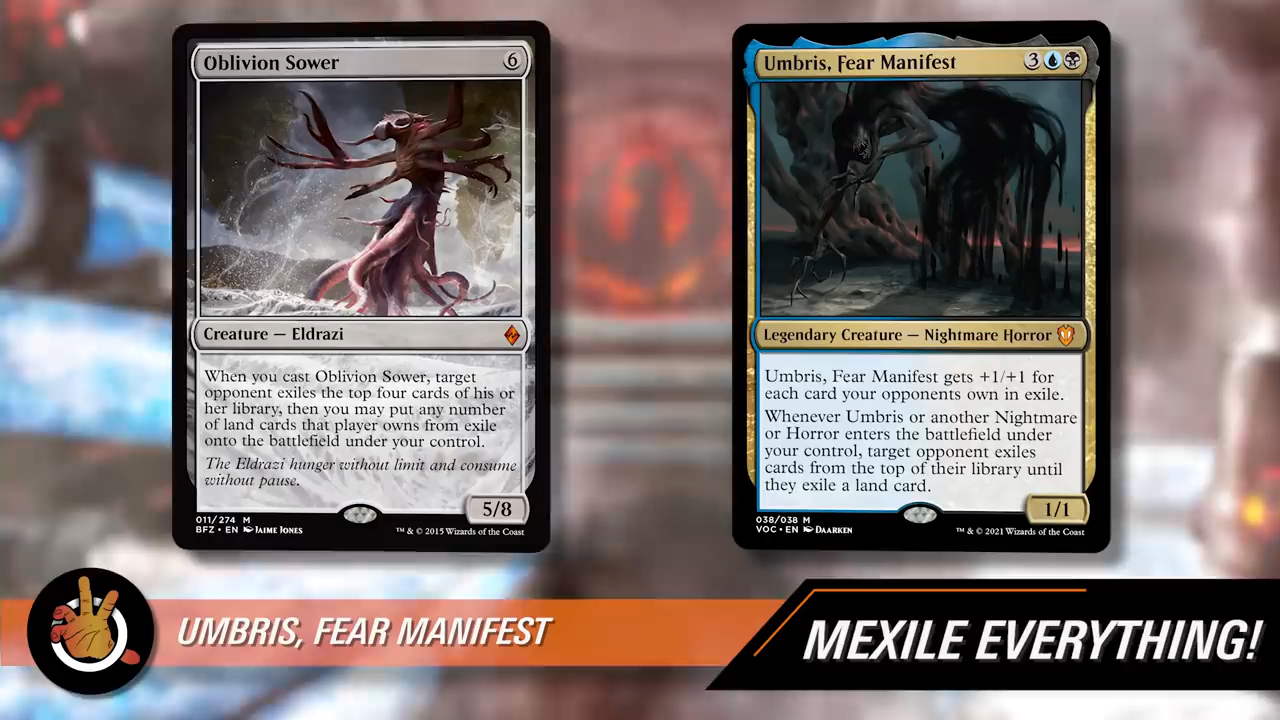 Oblivion Sower
6
Creature — Eldrazi
When you cast Oblivion Sower, target
opponent exiles the top four cards of his or
her library, then you may put any number
of land cards that player owns from exile
onto the battlefield under your control.
The Eldrazi hunger without limit and consume
without pause.
5/8
011/274 M
BFZ • EN JAIME JONES
™ & © 2015 Wizards of the Coast
Umbris, Fear Manifest
3
Legendary Creature — Nightmare Horror
Umbris, Fear Manifest gets +1/+1 for
each card your opponents own in exile.
Whenever Umbris or another Nightmare
or Horror enters the battlefield under
your control, target opponent exiles
cards from the top of their library until
they exile a land card.
1/1
038/038 M
VOC • EN DAARKEN
™ & © 2021 Wizards of the Coast
UMBRIS, FEAR MANIFEST
MEXILE EVERYTHING!